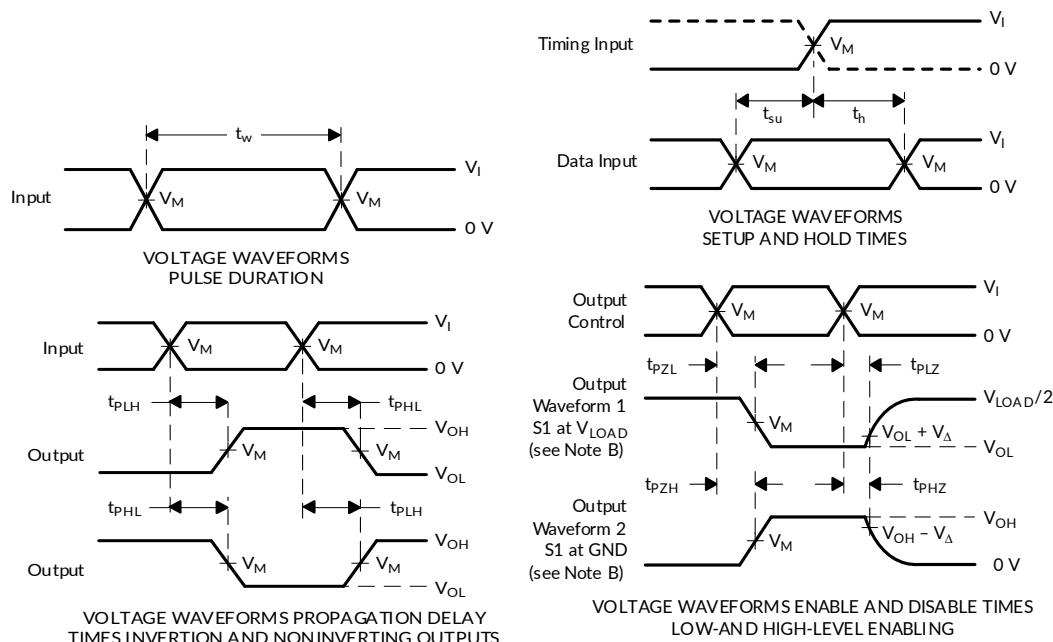 t_w
Input
V_I
V_M
V_M
0 V
VOLTAGE WAVEFORMS
PULSE DURATION
Timing Input
V_I
V_M
0 V
t_su
t_h
Data Input
V_I
V_M
V_M
0 V
VOLTAGE WAVEFORMS
SETUP AND HOLD TIMES
Input
V_I
V_M
V_M
0 V
t_PLH
t_PHL
Output
V_OH
V_M
V_M
V_OL
t_PHL
t_PLH
Output
V_OH
V_M
V_M
V_OL
VOLTAGE WAVEFORMS PROPAGATION DELAY
TIMES INVERTION AND NONINVERTING OUTPUTS
Output
Control
V_I
V_M
V_M
0 V
t_PZL
t_PLZ
Output
Waveform 1
S1 at V_LOAD
(see Note B)
V_LOAD/2
V_M
V_OL + V_Δ
V_OL
t_PZH
t_PHZ
Output
Waveform 2
S1 at GND
(see Note B)
V_OH
V_M
V_OH – V_Δ
0 V
VOLTAGE WAVEFORMS ENABLE AND DISABLE TIMES
LOW-AND HIGH-LEVEL ENABLING